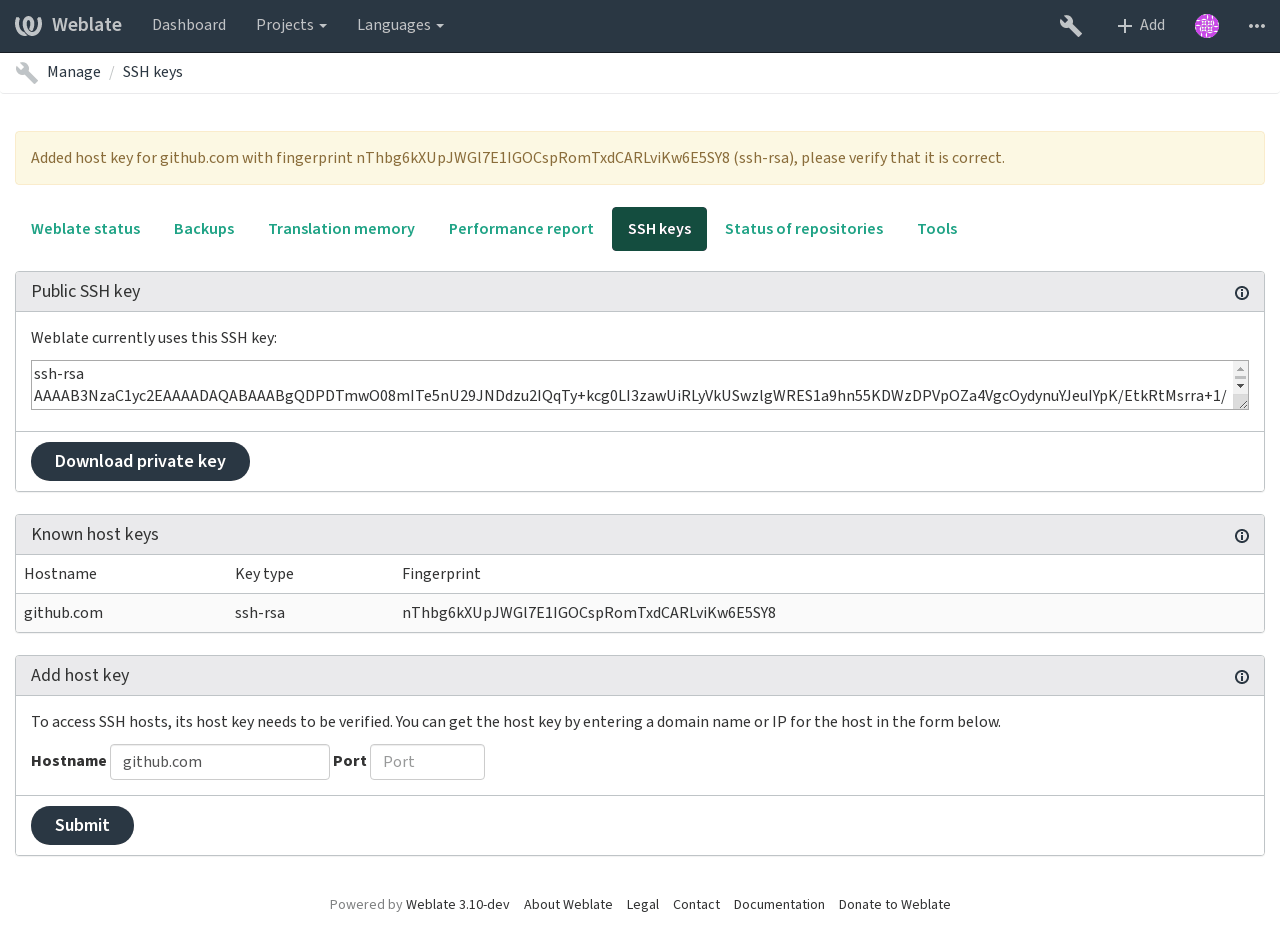 Weblate Dashboard Projects Languages Add
Manage / SSH keys
Added host key for github.com with fingerprint nThbg6kXUpJWGl7E1IGOCspRomTxdCARLviKw6E5SY8 (ssh-rsa), please verify that it is correct.
Weblate status Backups Translation memory Performance report SSH keys Status of repositories Tools
Public SSH key
Weblate currently uses this SSH key:
ssh-rsa
AAAAB3NzaC1yc2EAAAADAQABAAABgQDPDTmwO08mITe5nU29JNDdzu2IQqTy+kcg0LI3zawUiRLyVkUSwzlgWRES1a9hn55KDWzDPVpOZa4VgcOydynuYJeuIYpK/EtkRtMsrra+1/
Download private key
Known host keys
Hostname Key type Fingerprint
github.com ssh-rsa nThbg6kXUpJWGl7E1IGOCspRomTxdCARLviKw6E5SY8
Add host key
To access SSH hosts, its host key needs to be verified. You can get the host key by entering a domain name or IP for the host in the form below.
Hostname github.com Port Port
Submit
Powered by Weblate 3.10-dev About Weblate Legal Contact Documentation Donate to Weblate